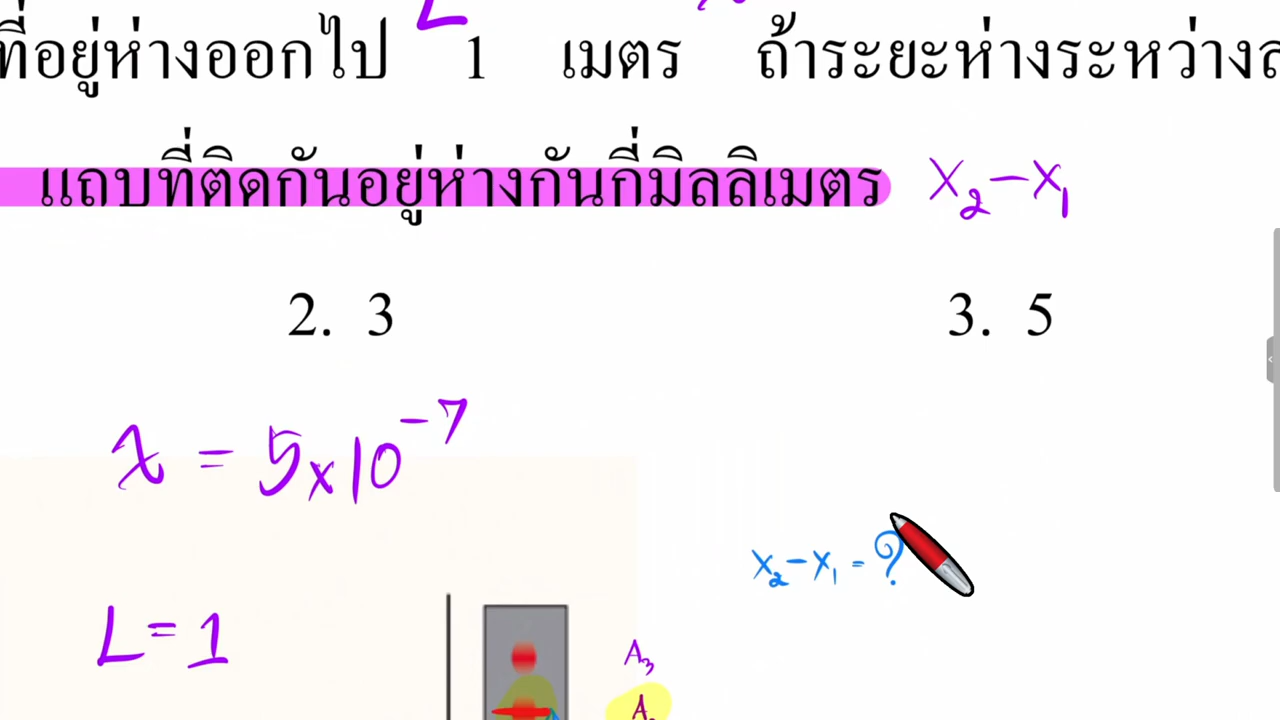 ที่อยู่ห่างออกไป 1 เมตร ถ้าระยะห่างระหว่าง
แถบที่ติดกันอยู่ห่างกันกี่มิลลิเมตร x₂-x₁
2. 3 3. 5
λ = 5x10⁻⁷
x₂-x₁ = ?
L = 1
A₃